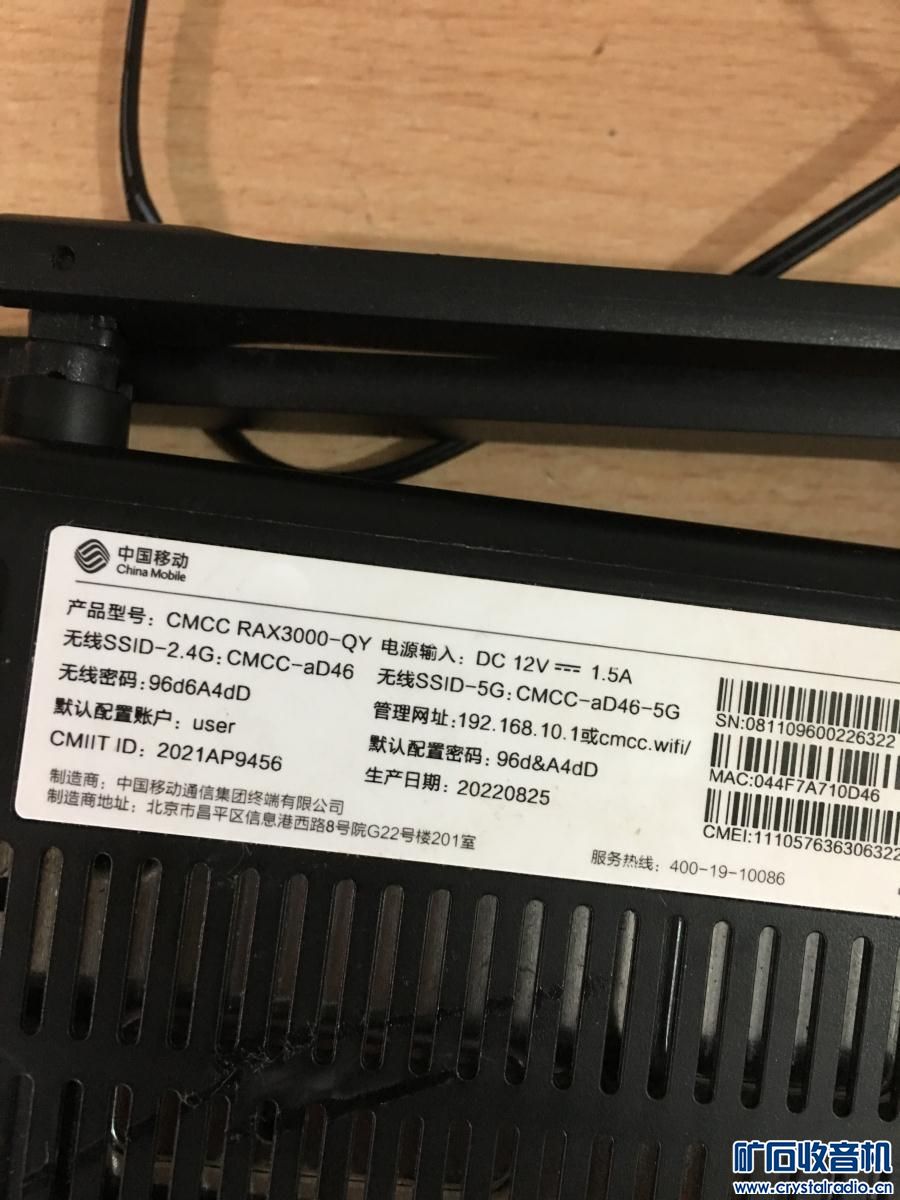 中国移动
China Mobile
产品型号: CMCC RAX3000-QY 电源输入: DC 12V 1.5A
无线SSID-2.4G: CMCC-aD46 无线SSID-5G: CMCC-aD46-5G
无线密码: 96d6A4dD 管理网址:192.168.10.1或cmcc.wifi/
默认配置账户: user 默认配置密码: 96d&A4dD
CMIIT ID: 2021AP9456 生产日期: 20220825
制造商: 中国移动通信集团终端有限公司
制造商地址: 北京市昌平区信息港西路8号院G22号楼201室
服务热线: 400-19-10086
SN:081109600226322
MAC:044F7A710D46
CMEI:111057636306322
矿石收音机
www.crystalradio.cn